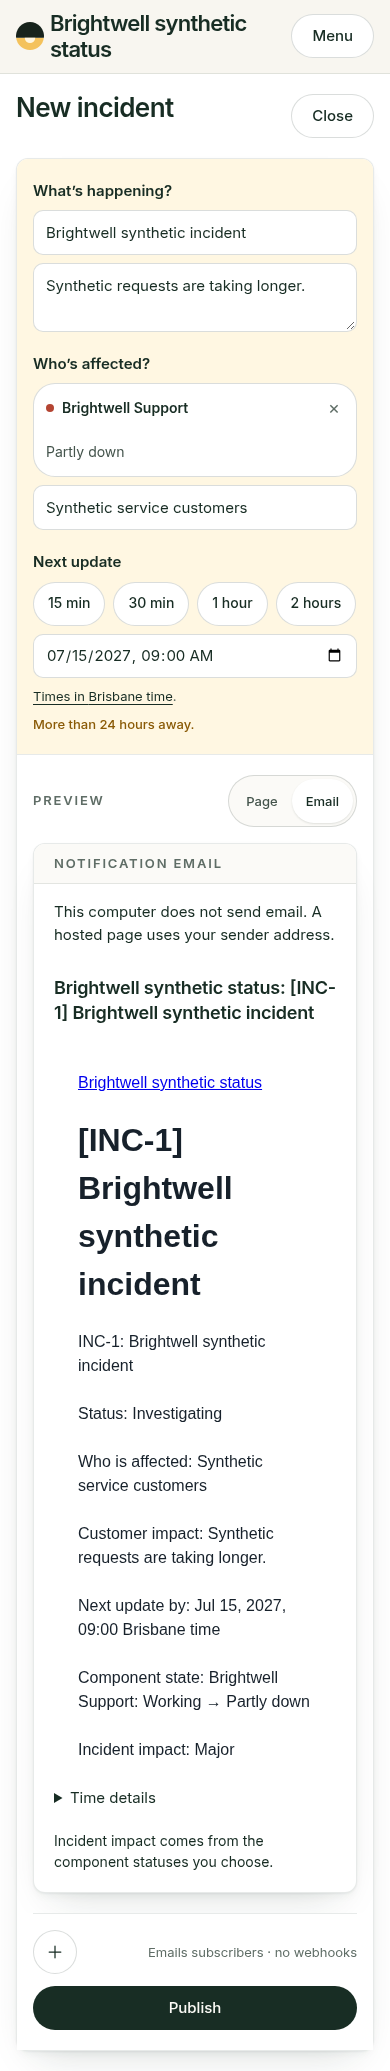 Brightwell synthetic
status
Menu
New incident
Close
What's happening?
Brightwell synthetic incident
Synthetic requests are taking longer.
Who's affected?
Brightwell Support
×
Partly down
Synthetic service customers
Next update
15 min
30 min
1 hour
2 hours
07/15/2027, 09:00 AM
Times in Brisbane time.
More than 24 hours away.
PREVIEW
Page
Email
NOTIFICATION EMAIL
This computer does not send email. A
hosted page uses your sender address.
Brightwell synthetic status: [INC-
1] Brightwell synthetic incident
Brightwell synthetic status
[INC-1]
Brightwell
synthetic
incident
INC-1: Brightwell synthetic
incident
Status: Investigating
Who is affected: Synthetic
service customers
Customer impact: Synthetic
requests are taking longer.
Next update by: Jul 15, 2027,
09:00 Brisbane time
Component state: Brightwell
Support: Working → Partly down
Incident impact: Major
Time details
Incident impact comes from the
component statuses you choose.
Emails subscribers · no webhooks
Publish